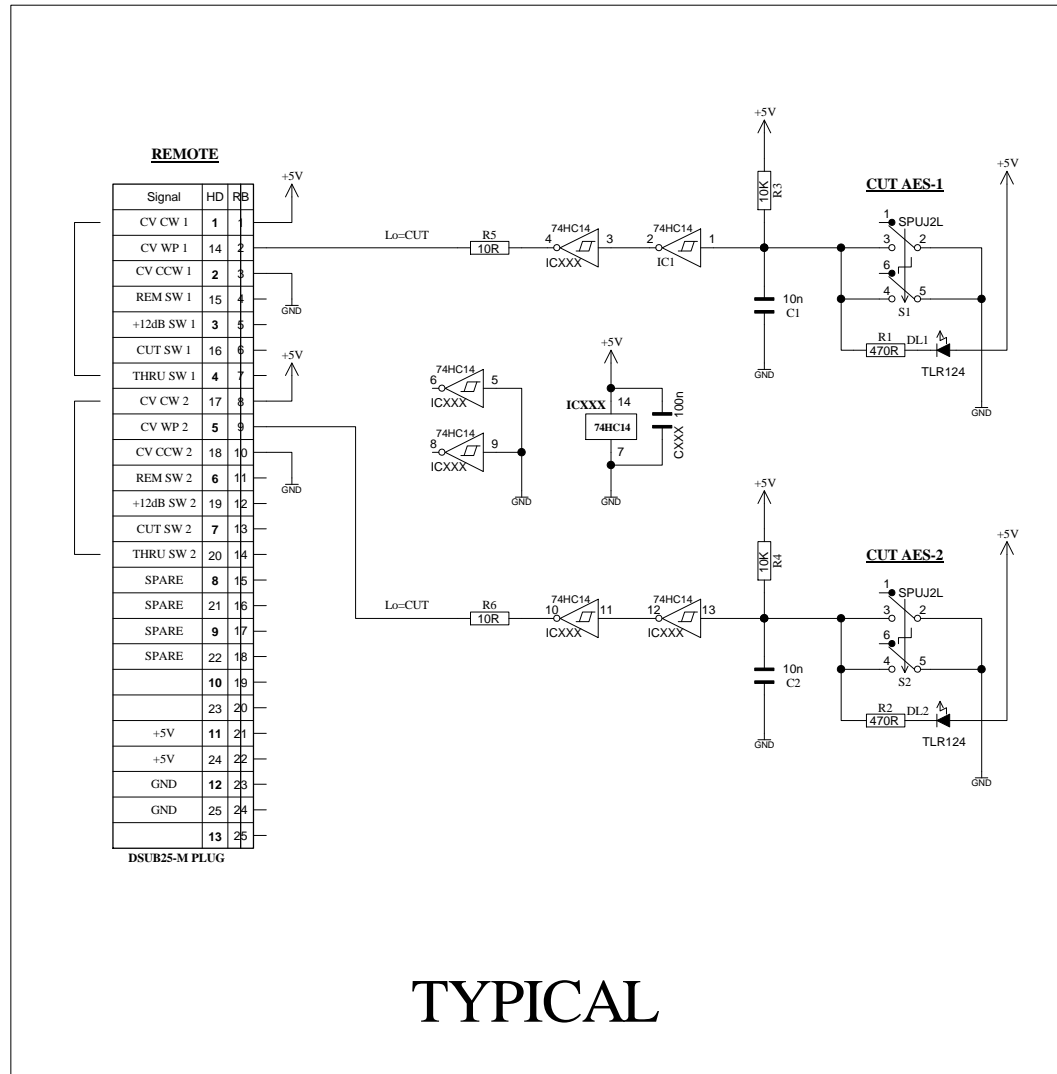 REMOTE
Signal HD RB
CV CW 1 1 1
CV WP 1 14 2
CV CCW 1 2 3
REM SW 1 15 4
+12dB SW 1 3 5
CUT SW 1 16 6
THRU SW 1 4 7
CV CW 2 17 8
CV WP 2 5 9
CV CCW 2 18 10
REM SW 2 6 11
+12dB SW 2 19 12
CUT SW 2 7 13
THRU SW 2 20 14
SPARE 8 15
SPARE 21 16
SPARE 9 17
SPARE 22 18
10 19
23 20
+5V 11 21
+5V 24 22
GND 12 23
GND 25 24
13 25
DSUB25-M PLUG
+5V
GND
+5V
GND
Lo=CUT
R5
10R
74HC14
4 3
ICXXX
74HC14
2 1
IC1
+5V
10K
R3
10n
C1
GND
CUT AES-1
+5V
1 SPUJ2L
3 2
6
4 5
S1
R1 DL1
470R
TLR124
GND
74HC14
6 5
ICXXX
74HC14
8 9
ICXXX
GND
+5V
ICXXX 14
74HC14
7
100n
CXXX
GND
Lo=CUT
R6
10R
74HC14
10 11
ICXXX
74HC14
12 13
ICXXX
+5V
10K
R4
10n
C2
GND
CUT AES-2
+5V
1 SPUJ2L
3 2
6
4 5
S2
R2 DL2
470R
TLR124
GND
TYPICAL